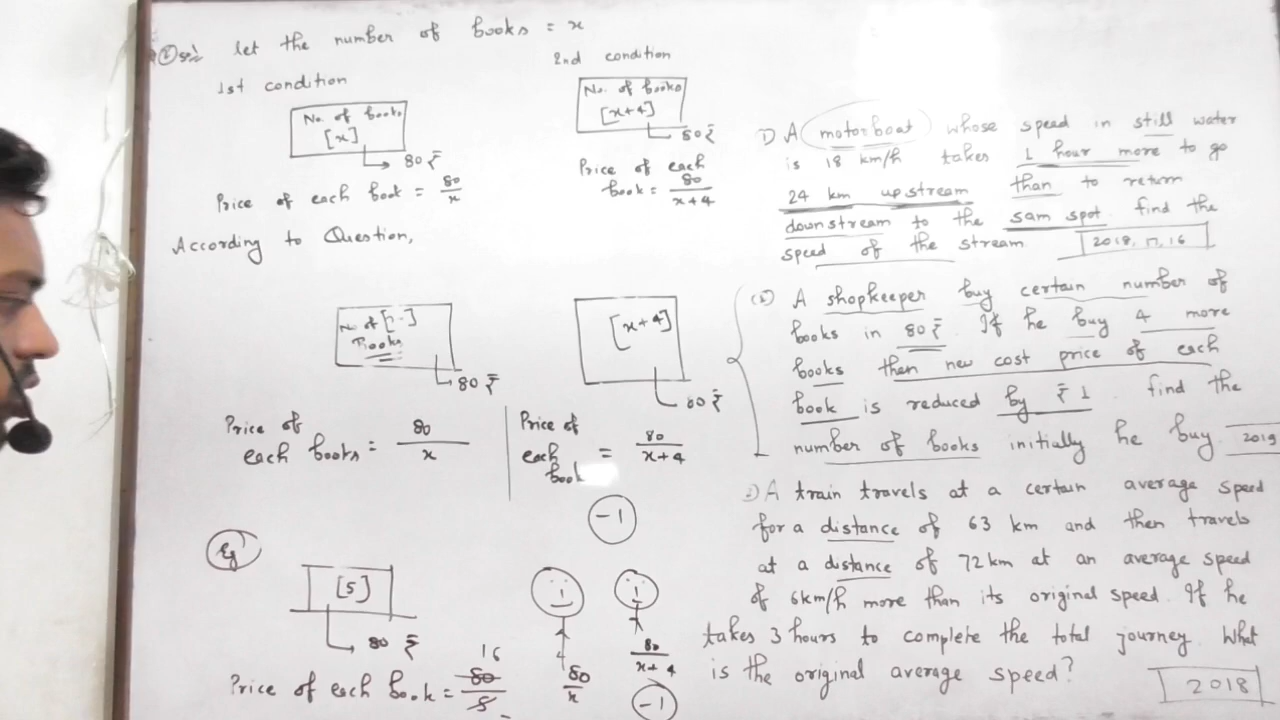 ② Solⁿ: let the number of books = x
1st condition
No. of books
[x]
80 ₹
Price of each book = 80/x
2nd condition
No. of books
[x+4]
80 ₹
Price of each
book = 80/x+4
According to Question,
No. of [
Books
80 ₹
[x+4]
80 ₹
Price of
each books = 80/x
Price of
each
book = 80/x+4
-1
Eg
[5]
80 ₹
16
Price of each book = 80/5
80/x
80/x+4
-1
1) A motorboat whose speed in still water
is 18 km/h takes 1 hour more to go
24 km upstream than to return
downstream to the sam spot. find the
speed of the stream 2018, 17, 16
(2) A shopkeeper buy certain number of
books in 80 ₹. If he buy 4 more
books then new cost price of each
book is reduced by ₹ 1. find the
number of books initially he buy 2019
3) A train travels at a certain average speed
for a distance of 63 km and then travels
at a distance of 72 km at an average speed
of 6km/h more than its original speed. If he
takes 3 hours to complete the total journey. What
is the original average speed?
2018